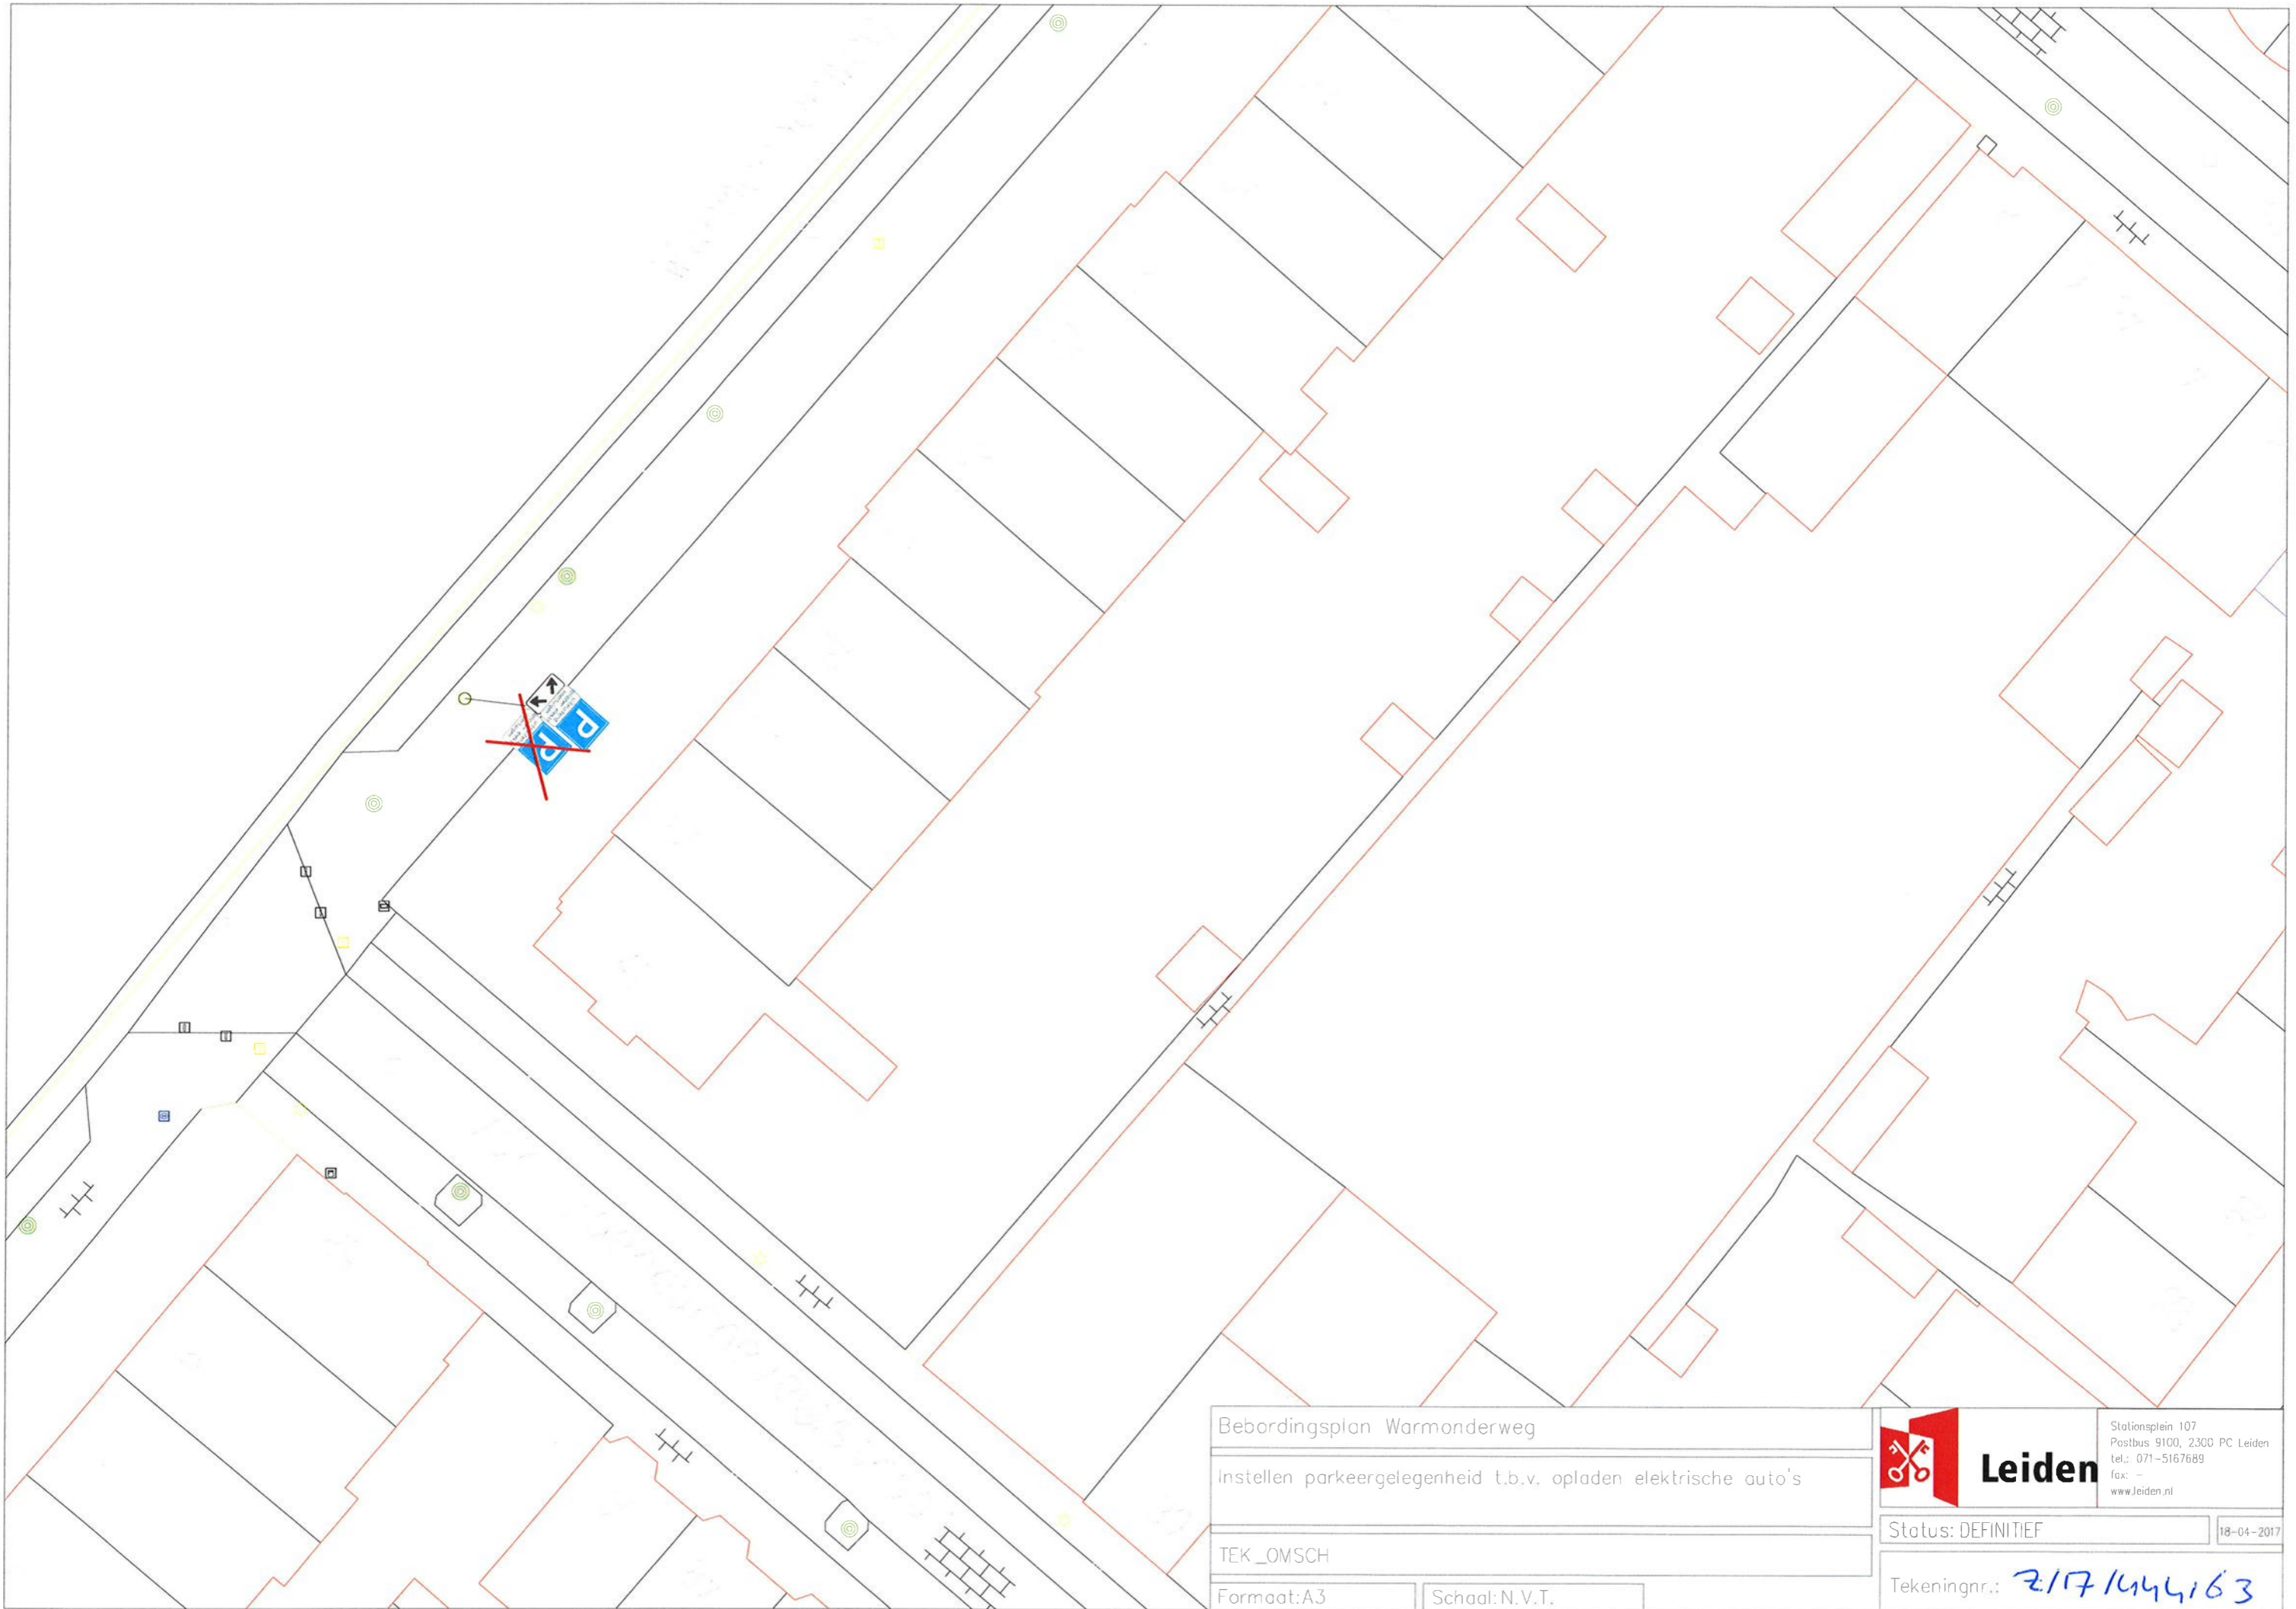 P
P
Bebordingsplan Warmonderweg
Instellen parkeergelegenheid t.b.v. opladen elektrische auto's
TEK_OMSCH
Formaat: A3
Schaal: N.V.T.
Leiden
Stationsplein 107
Postbus 9100, 2300 PC Leiden
tel.: 071-5167689
fax: -
www.leiden.nl
Status: DEFINITIEF
18-04-2017
Tekeningnr.: Z/17/444163